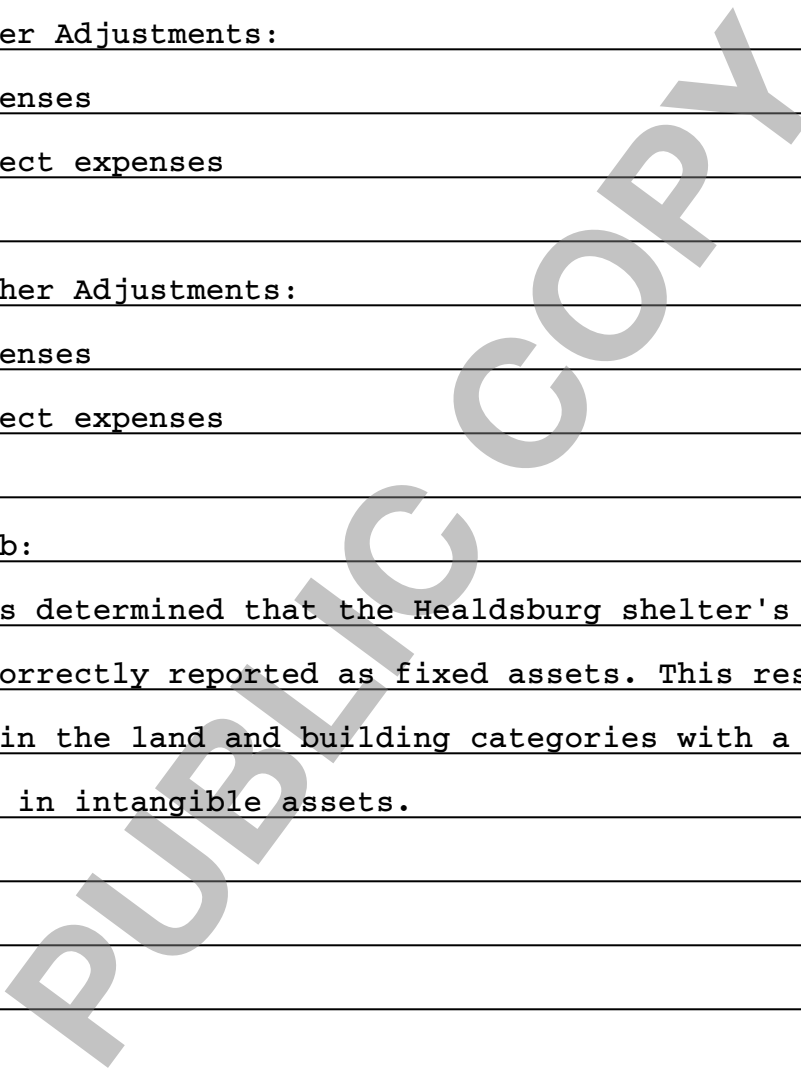 er Adjustments:
enses
ect expenses
her Adjustments:
enses
ect expenses
b:
s determined that the Healdsburg shelter's
orrectly reported as fixed assets. This res
in the land and building categories with a
in intangible assets.
PUBLIC COPY